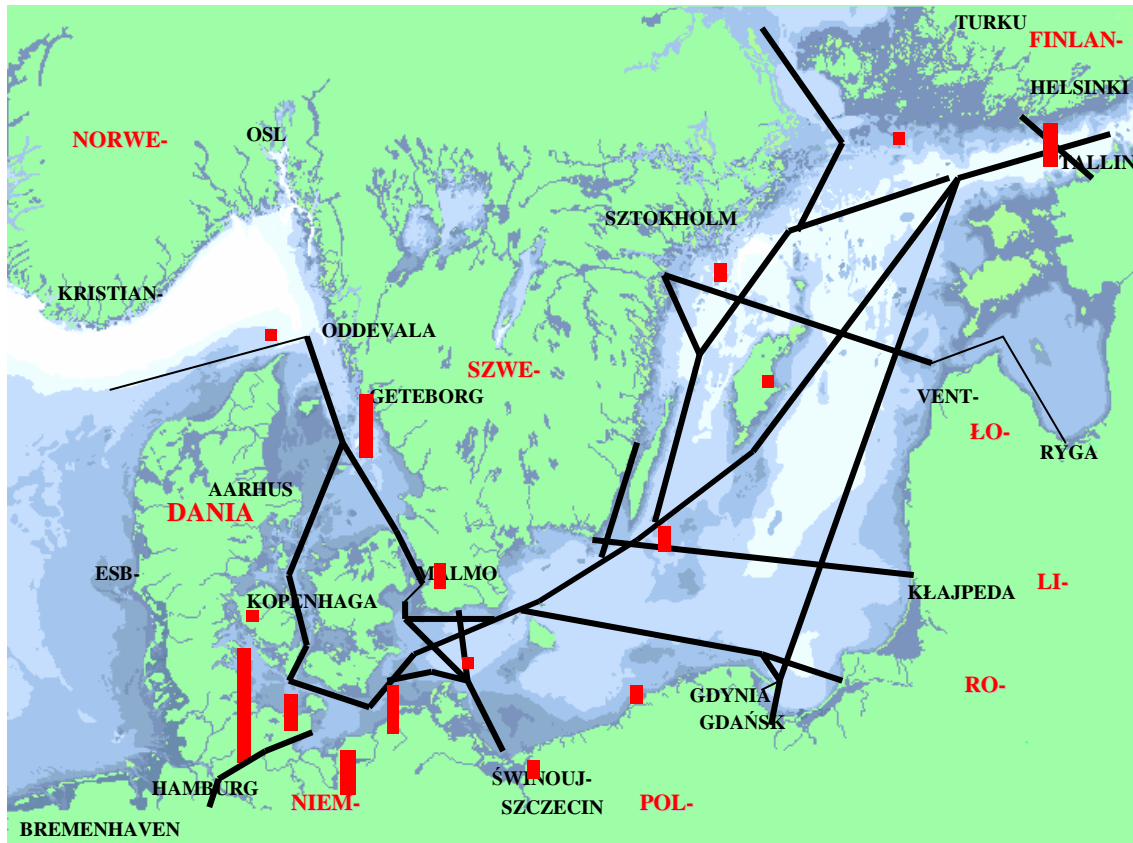 TURKU
FINLAN-
HELSINKI
OSL
NORWE-
TALLIN
SZTOKHOLM
KRISTIAN-
ODDEVALA
SZWE-
GETEBORG
VENT-
ŁO-
RYGA
AARHUS
DANIA
ESB-
MALMO
KOPENHAGA
KŁAJPEDA
LI-
GDYNIA
RO-
GDAŃSK
HAMBURG
ŚWINOUJ-
NIEM-
SZCZECIN
POL-
BREMENHAVEN